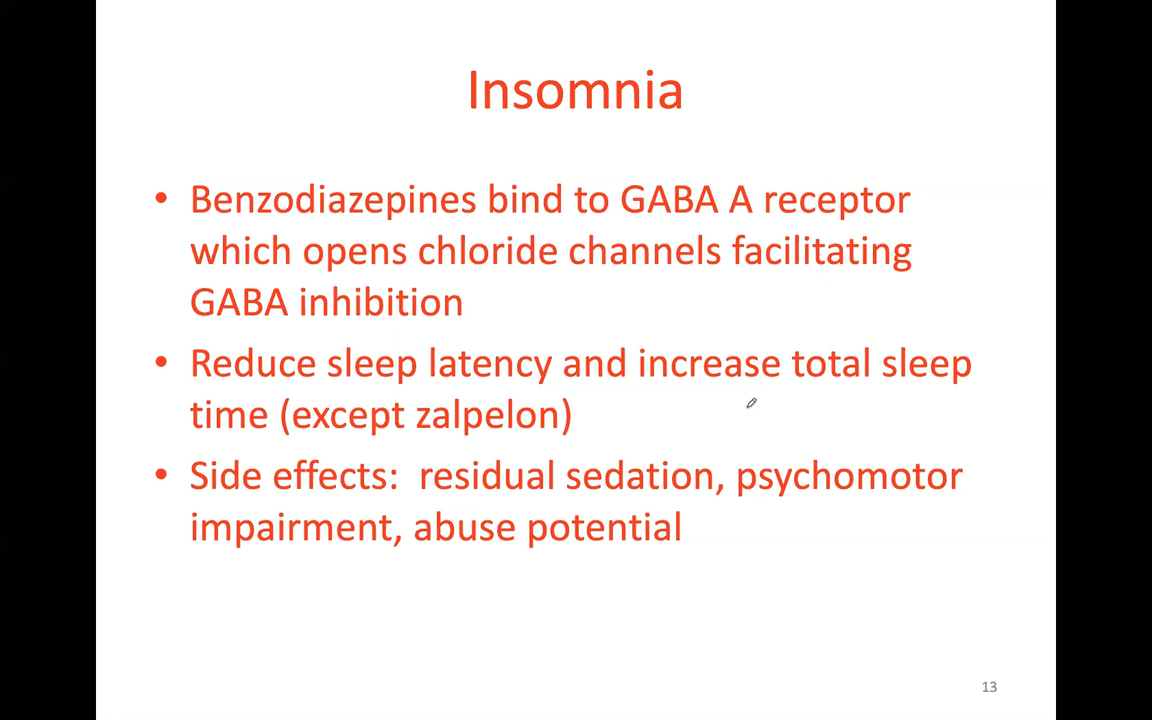 Insomnia
• Benzodiazepines bind to GABA A receptor
which opens chloride channels facilitating
GABA inhibition
• Reduce sleep latency and increase total sleep
time (except zalpelon)
• Side effects:  residual sedation, psychomotor
impairment, abuse potential
13